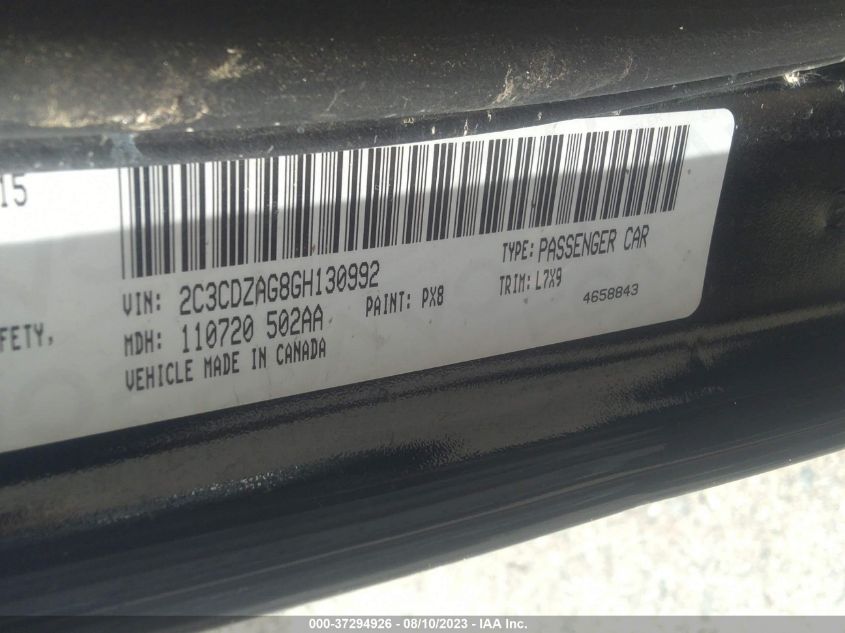 15
VIN: 2C3CDZAG8GH130992
TYPE: PASSENGER CAR
FETY,
MDH: 110720 502AA
PAINT: PX8
TRIM: L7X9
4658843
VEHICLE MADE IN CANADA
000-37294926 / 08/10/2023 - IAA Inc.